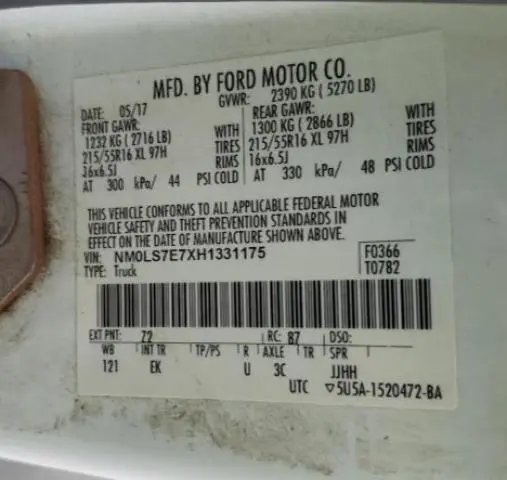 MFD. BY FORD MOTOR CO.
DATE: 05/17 GVWR: 2390 KG ( 5270 LB)
FRONT GAWR: REAR GAWR:
1232 KG ( 2716 LB) WITH 1300 KG ( 2866 LB) WITH
215/55R16 XL 97H TIRES 215/55R16 XL 97H TIRES
16x6.5J RIMS 16x6.5J RIMS
AT 300 kPa/ 44 PSI COLD AT 330 kPa/ 48 PSI COLD
THIS VEHICLE CONFORMS TO ALL APPLICABLE FEDERAL MOTOR
VEHICLE SAFETY AND THEFT PREVENTION STANDARDS IN
EFFECT ON THE DATE OF MANUFACTURE SHOWN ABOVE.
VIN: NM0LS7E7XH1331175 F0366
TYPE: Truck T0782
EXT PNT: 72 RC: 87 DSO:
WB INT TR TP/PS R AXLE TR SPR
121 EK U 3C JJHH
UTC ▽5U5A-1520472-BA